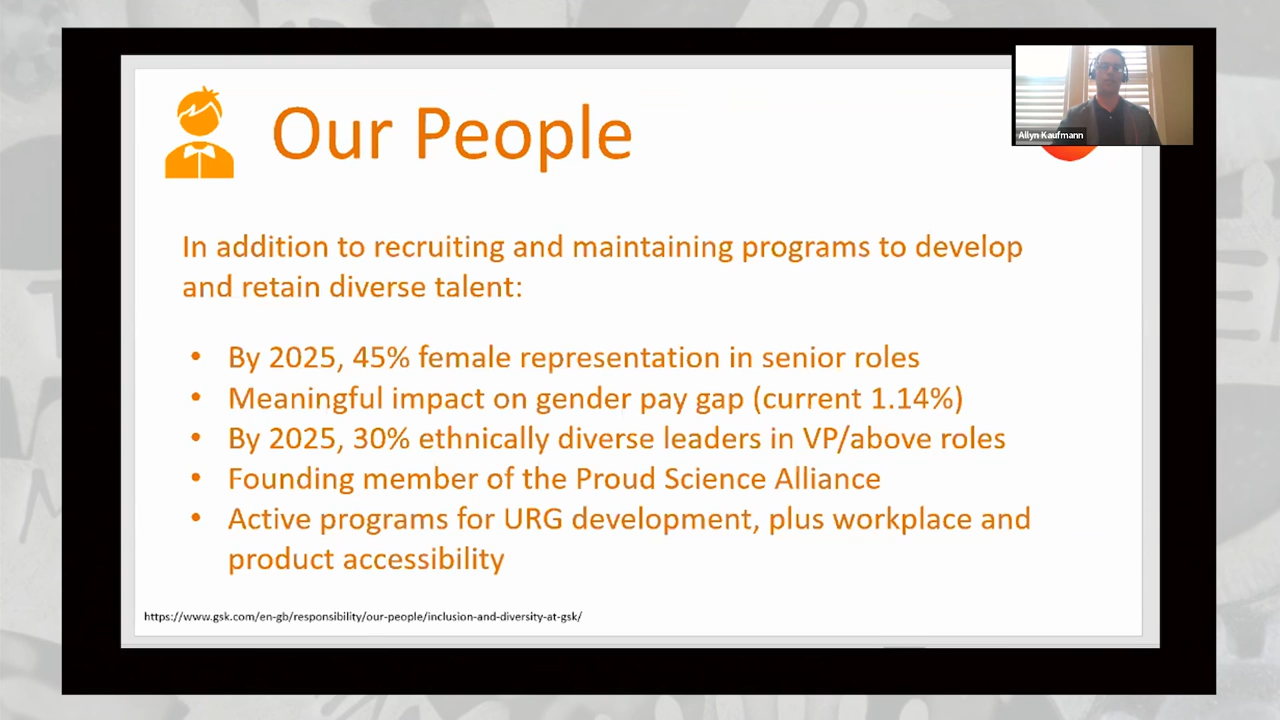 Our People
Allyn Kaufmann
In addition to recruiting and maintaining programs to develop
and retain diverse talent:
• By 2025, 45% female representation in senior roles
• Meaningful impact on gender pay gap (current 1.14%)
• By 2025, 30% ethnically diverse leaders in VP/above roles
• Founding member of the Proud Science Alliance
• Active programs for URG development, plus workplace and
product accessibility
https://www.gsk.com/en-gb/responsibility/our-people/inclusion-and-diversity-at-gsk/